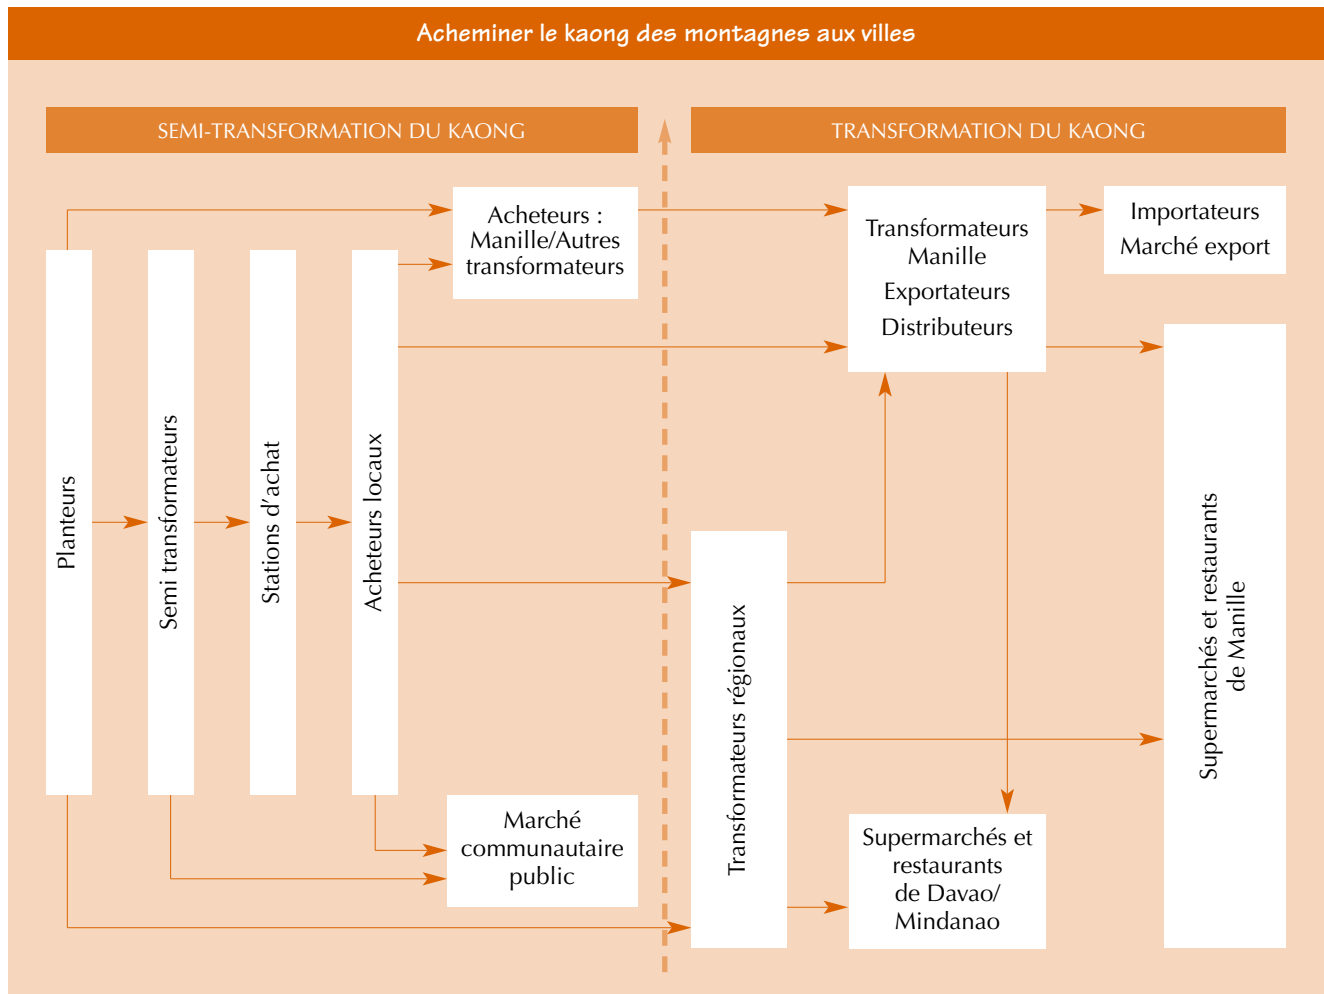 Acheminer le kaong des montagnes aux villes
SEMI-TRANSFORMATION DU KAONG
TRANSFORMATION DU KAONG
Acheteurs :
Manille/Autres
transformateurs
Transformateurs
Manille
Exportateurs
Distributeurs
Importateurs
Marché export
Planteurs
Semi transformateurs
Stations d'achat
Acheteurs locaux
Transformateurs régionaux
Supermarchés et restaurants
de Manille
Marché
communautaire
public
Supermarchés et
restaurants
de Davao/
Mindanao